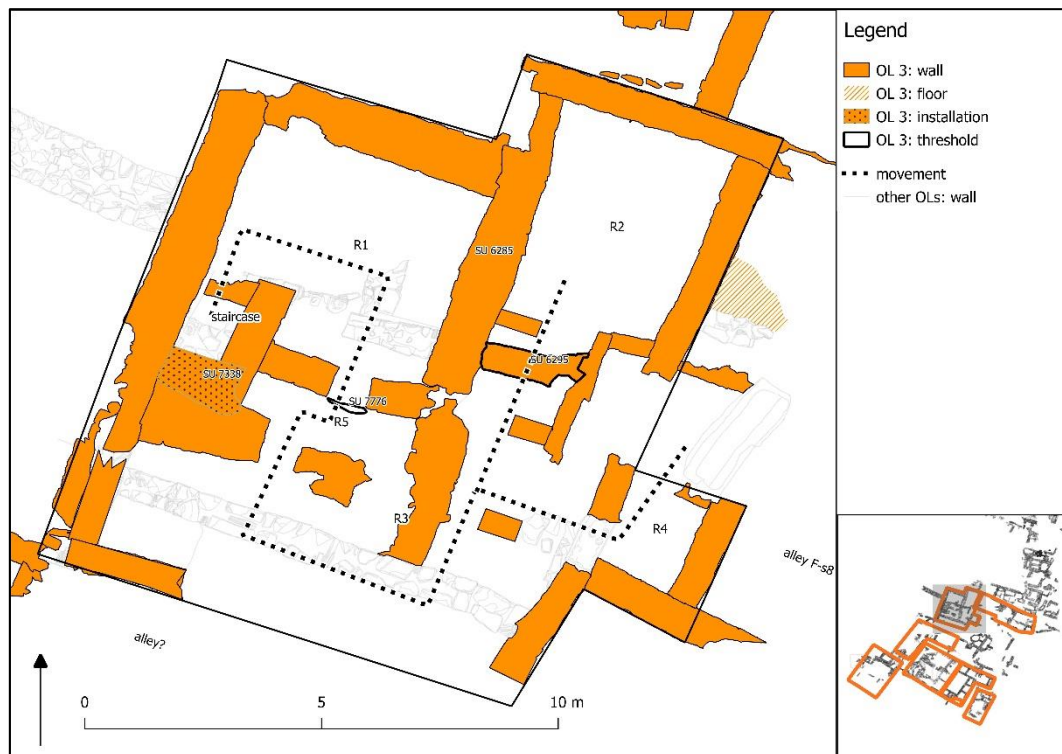 Legend
OL 3: wall
OL 3: floor
OL 3: installation
OL 3: threshold
movement
other OLs: wall
R2
R1
SU 6285
staircase
SU 6295
SU 7338
SU 7776
R5
R3
R4
alley F-s8
alley?
0
5
10 m